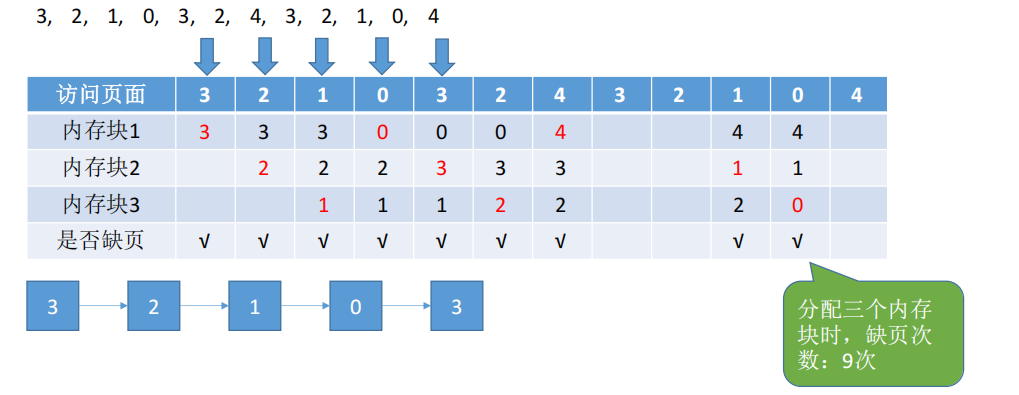 3, 2, 1, 0, 3, 2, 4, 3, 2, 1, 0, 4
访问页面 3 2 1 0 3 2 4 3 2 1 0 4
内存块1 3 3 3 0 0 0 4 4 4
内存块2 2 2 2 3 3 3 1 1
内存块3 1 1 1 2 2 2 0
是否缺页 √ √ √ √ √ √ √ √ √
3 2 1 0 3
分配三个内存
块时，缺页次
数：9次